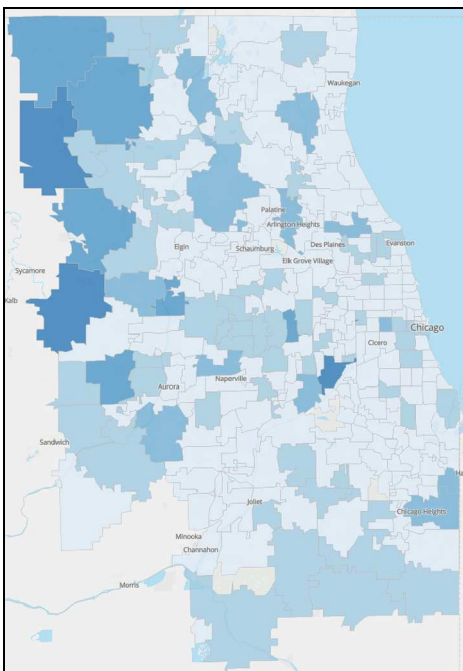 Waukegan
Palatine
Arlington Heights
Des Plaines
Evanston
Elgin
Schaumburg
Elk Grove Village
Sycamore
Kalb
Chicago
Cicero
Aurora
Naperville
Sandwich
Ha
Joliet
Chicago Heights
Minooka
Channahon
Morris